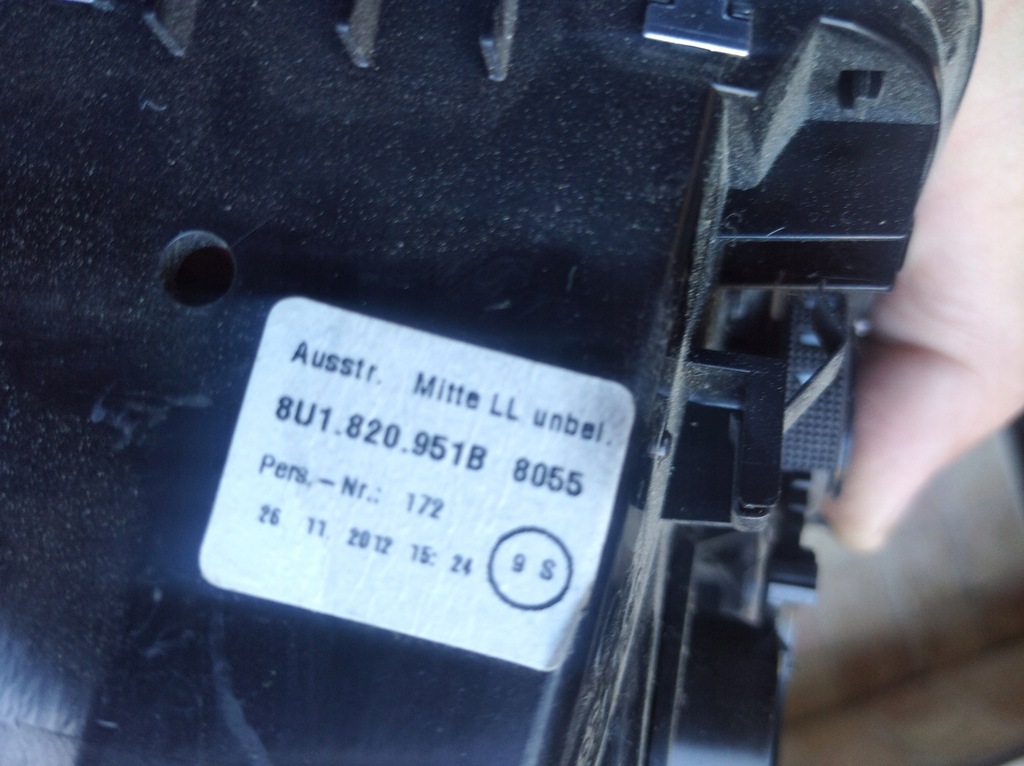 Ausstr. Mitte LL unbel.
8U1.820.951B 8055
Pers.-Nr.: 172
26 11. 2012 15:24
9 S